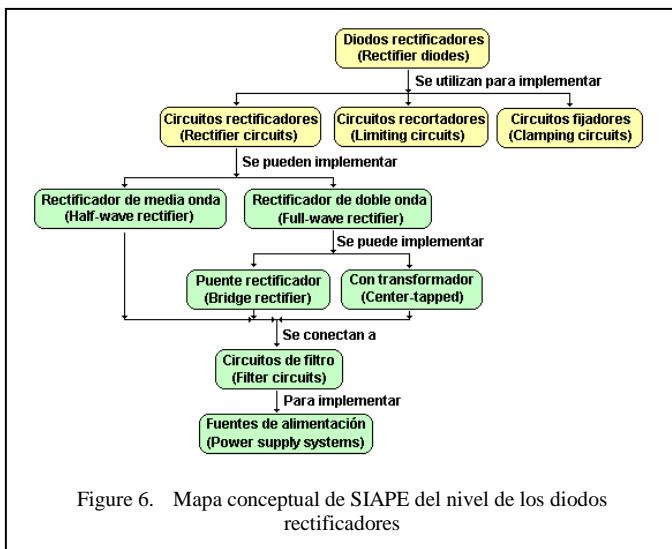 Diodos rectificadores
(Rectifier diodes)
Se utilizan para implementar
Circuitos rectificadores
(Rectifier circuits)
Circuitos recortadores
(Limiting circuits)
Circuitos fijadores
(Clamping circuits)
Se pueden implementar
Rectificador de media onda
(Half-wave rectifier)
Rectificador de doble onda
(Full-wave rectifier)
Se puede implementar
Puente rectificador
(Bridge rectifier)
Con transformador
(Center-tapped)
Se conectan a
Circuitos de filtro
(Filter circuits)
Para implementar
Fuentes de alimentación
(Power supply systems)
Figure 6. Mapa conceptual de SIAPE del nivel de los diodos
rectificadores